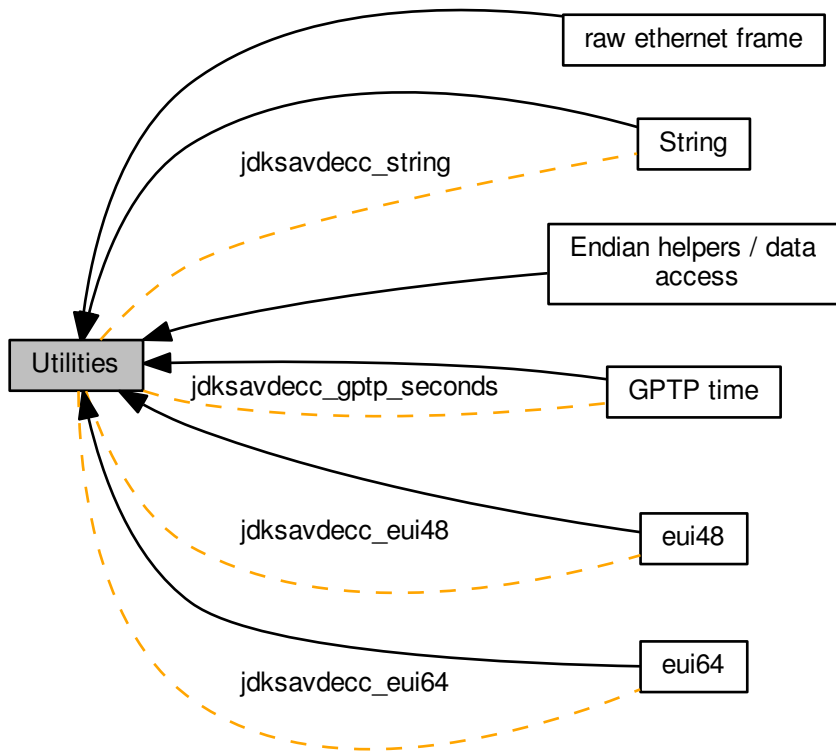 raw ethernet frame
String
jdksavdecc_string
Endian helpers / data
access
Utilities
jdksavdecc_gptp_seconds
GPTP time
jdksavdecc_eui48
eui48
jdksavdecc_eui64
eui64